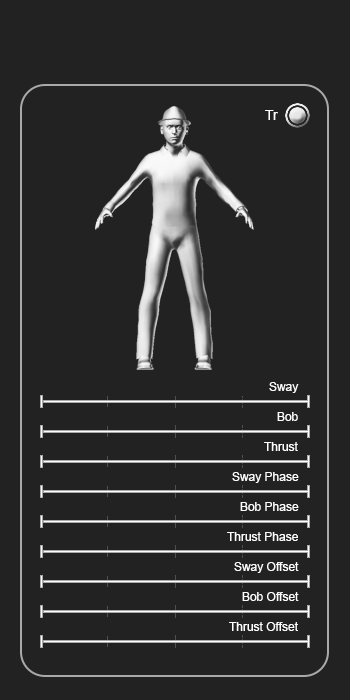 Tr
Sway
Bob
Thrust
Sway Phase
Bob Phase
Thrust Phase
Sway Offset
Bob Offset
Thrust Offset